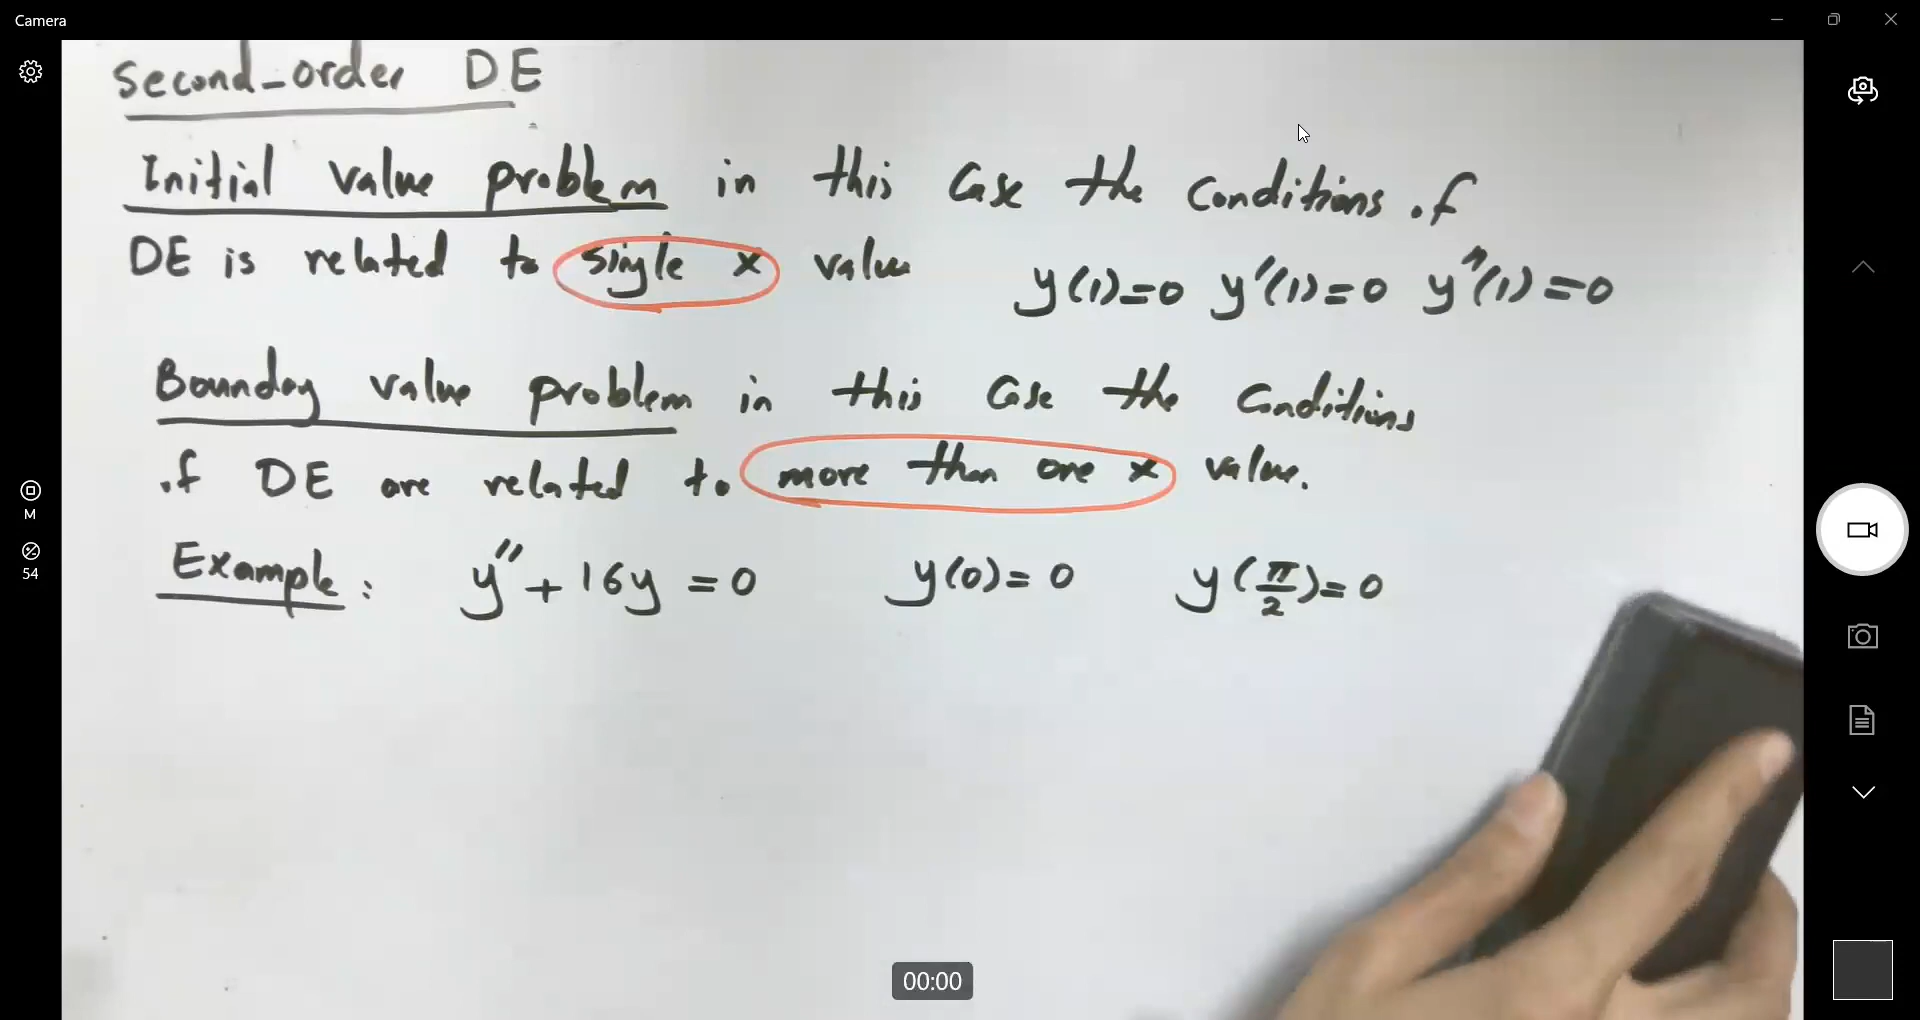 Camera
second-order DE
Initial value problem in this Case the Conditions of
DE is related to single x value y(1)=0 y'(1)=0 y''(1)=0
Bounday value problem in this Case the Conditions
of DE are related to more than one x value.
Example: y'' + 16y = 0 y(0)= 0 y(π/2)= 0
M
54
00:00